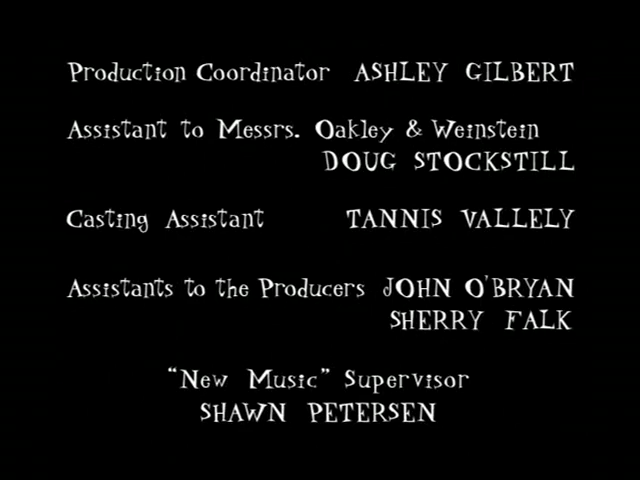 Production Coordinator ASHLEY GILBERT
Assistant to Messrs. Oakley & Weinstein
DOUG STOCKSTILL
Casting Assistant TANNIS VALLELY
Assistants to the Producers JOHN O'BRYAN
SHERRY FALK
"New Music" Supervisor
SHAWN PETERSEN